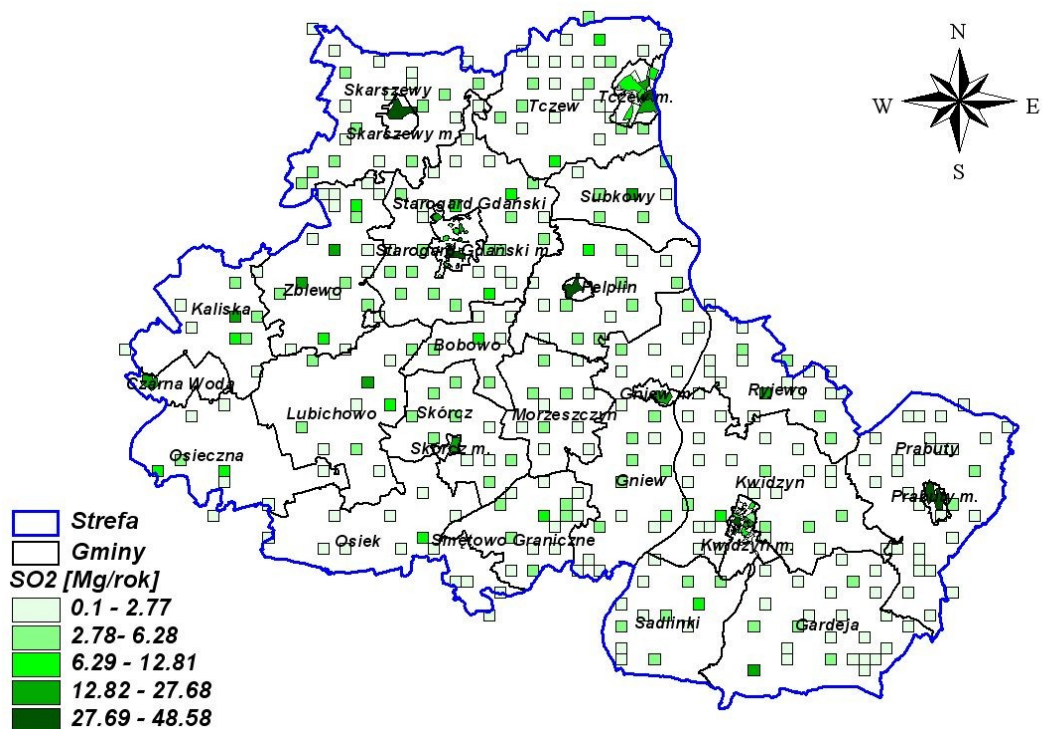 N
W
E
S
Skarszewy
Skarszewy m.
Tczew
Tczew m.
Starogard Gdański
Subkowy
Starogard Gdański m.
Zblewo
Pelplin
Kaliska
Bobowo
Czarna Woda
Gniew m.
Ryjewo
Lubichowo
Skórcz
Morzeszczyn
Skórcz m.
Osieczna
Prabuty
Gniew
Kwidzyn
Prabuty m.
Osiek
Smętowo Graniczne
Kwidzyn m.
Sadlinki
Gardeja
Strefa
Gminy
SO2 [Mg/rok]
0.1 - 2.77
2.78- 6.28
6.29 - 12.81
12.82 - 27.68
27.69 - 48.58